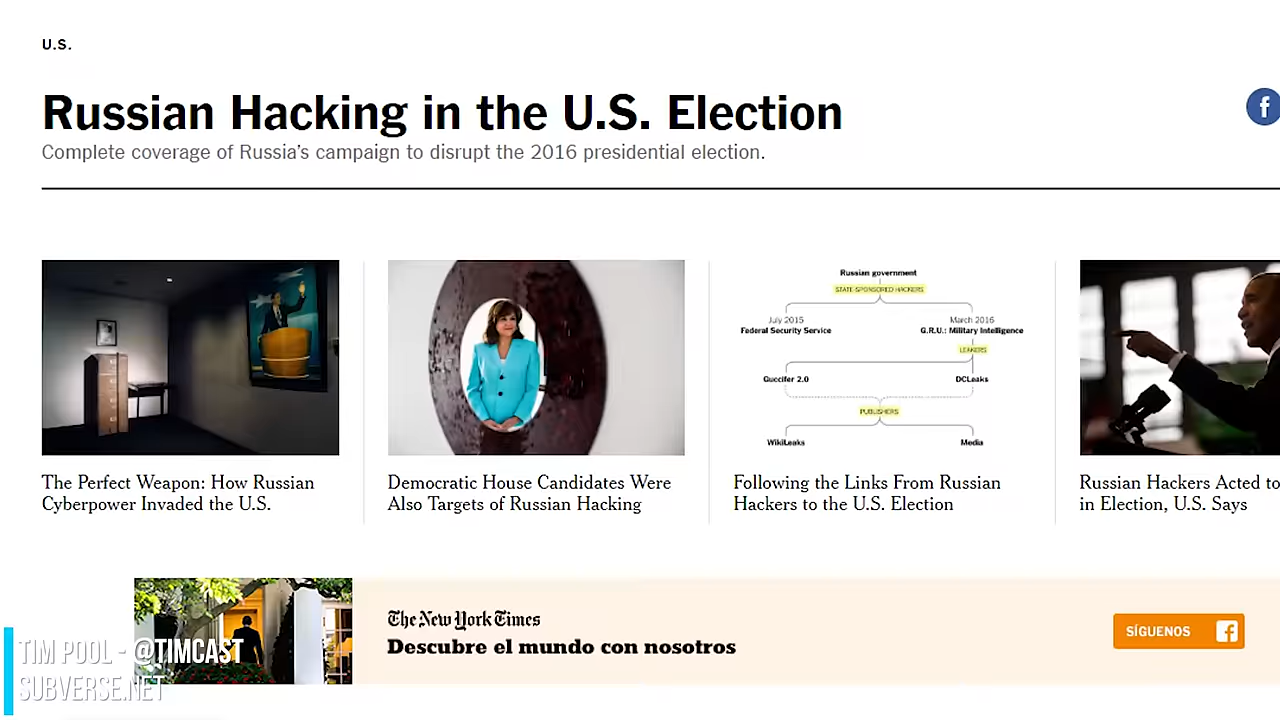 U.S.
Russian Hacking in the U.S. Election
Complete coverage of Russia's campaign to disrupt the 2016 presidential election.
f
Russian government
STATE-SPONSORED HACKERS
July 2015
Federal Security Service
March 2016
G.R.U.: Military Intelligence
LEAKERS
Guccifer 2.0
DCLeaks
PUBLISHERS
WikiLeaks
Media
The Perfect Weapon: How Russian
Cyberpower Invaded the U.S.
Democratic House Candidates Were
Also Targets of Russian Hacking
Following the Links From Russian
Hackers to the U.S. Election
Russian Hackers Acted to
in Election, U.S. Says
The New York Times
Descubre el mundo con nosotros
SÍGUENOS
f
TIM POOL - @TIMCAST
SUBVERSE.NET